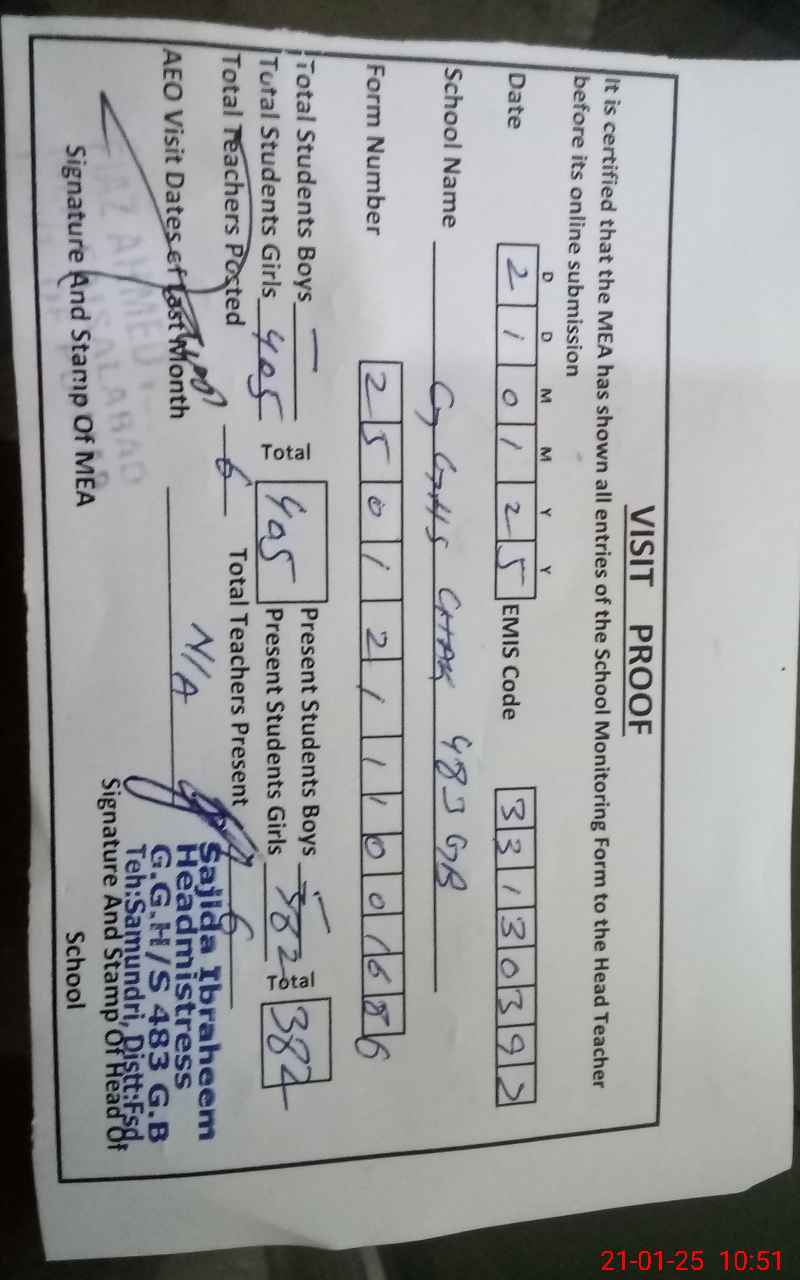 VISIT PROOF
It is certified that the MEA has shown all entries of the School Monitoring Form to the Head Teacher
before its online submission
D D M M Y Y
Date 2 1 0 1 2 5 EMIS Code 3 3 1 3 0 3 9 2
School Name G GGHS CHAK 483 GB
Form Number 2 5 0 1 2 1 1 1 0 0 1 6 8 6
Total Students Boys — Present Students Boys —
Total Students Girls 405 Total 405 Present Students Girls 382 Total 382
Total Teachers Posted 6 Total Teachers Present 6
AEO Visit Dates of Last Month N/A
Sajida Ibraheem
Headmistress
G.G.H/S 483 G.B
Teh:Samundri, Distt:Fsd
Signature And Stamp Of MEA
Signature And Stamp Of Head Of
School
21-01-25 10:51